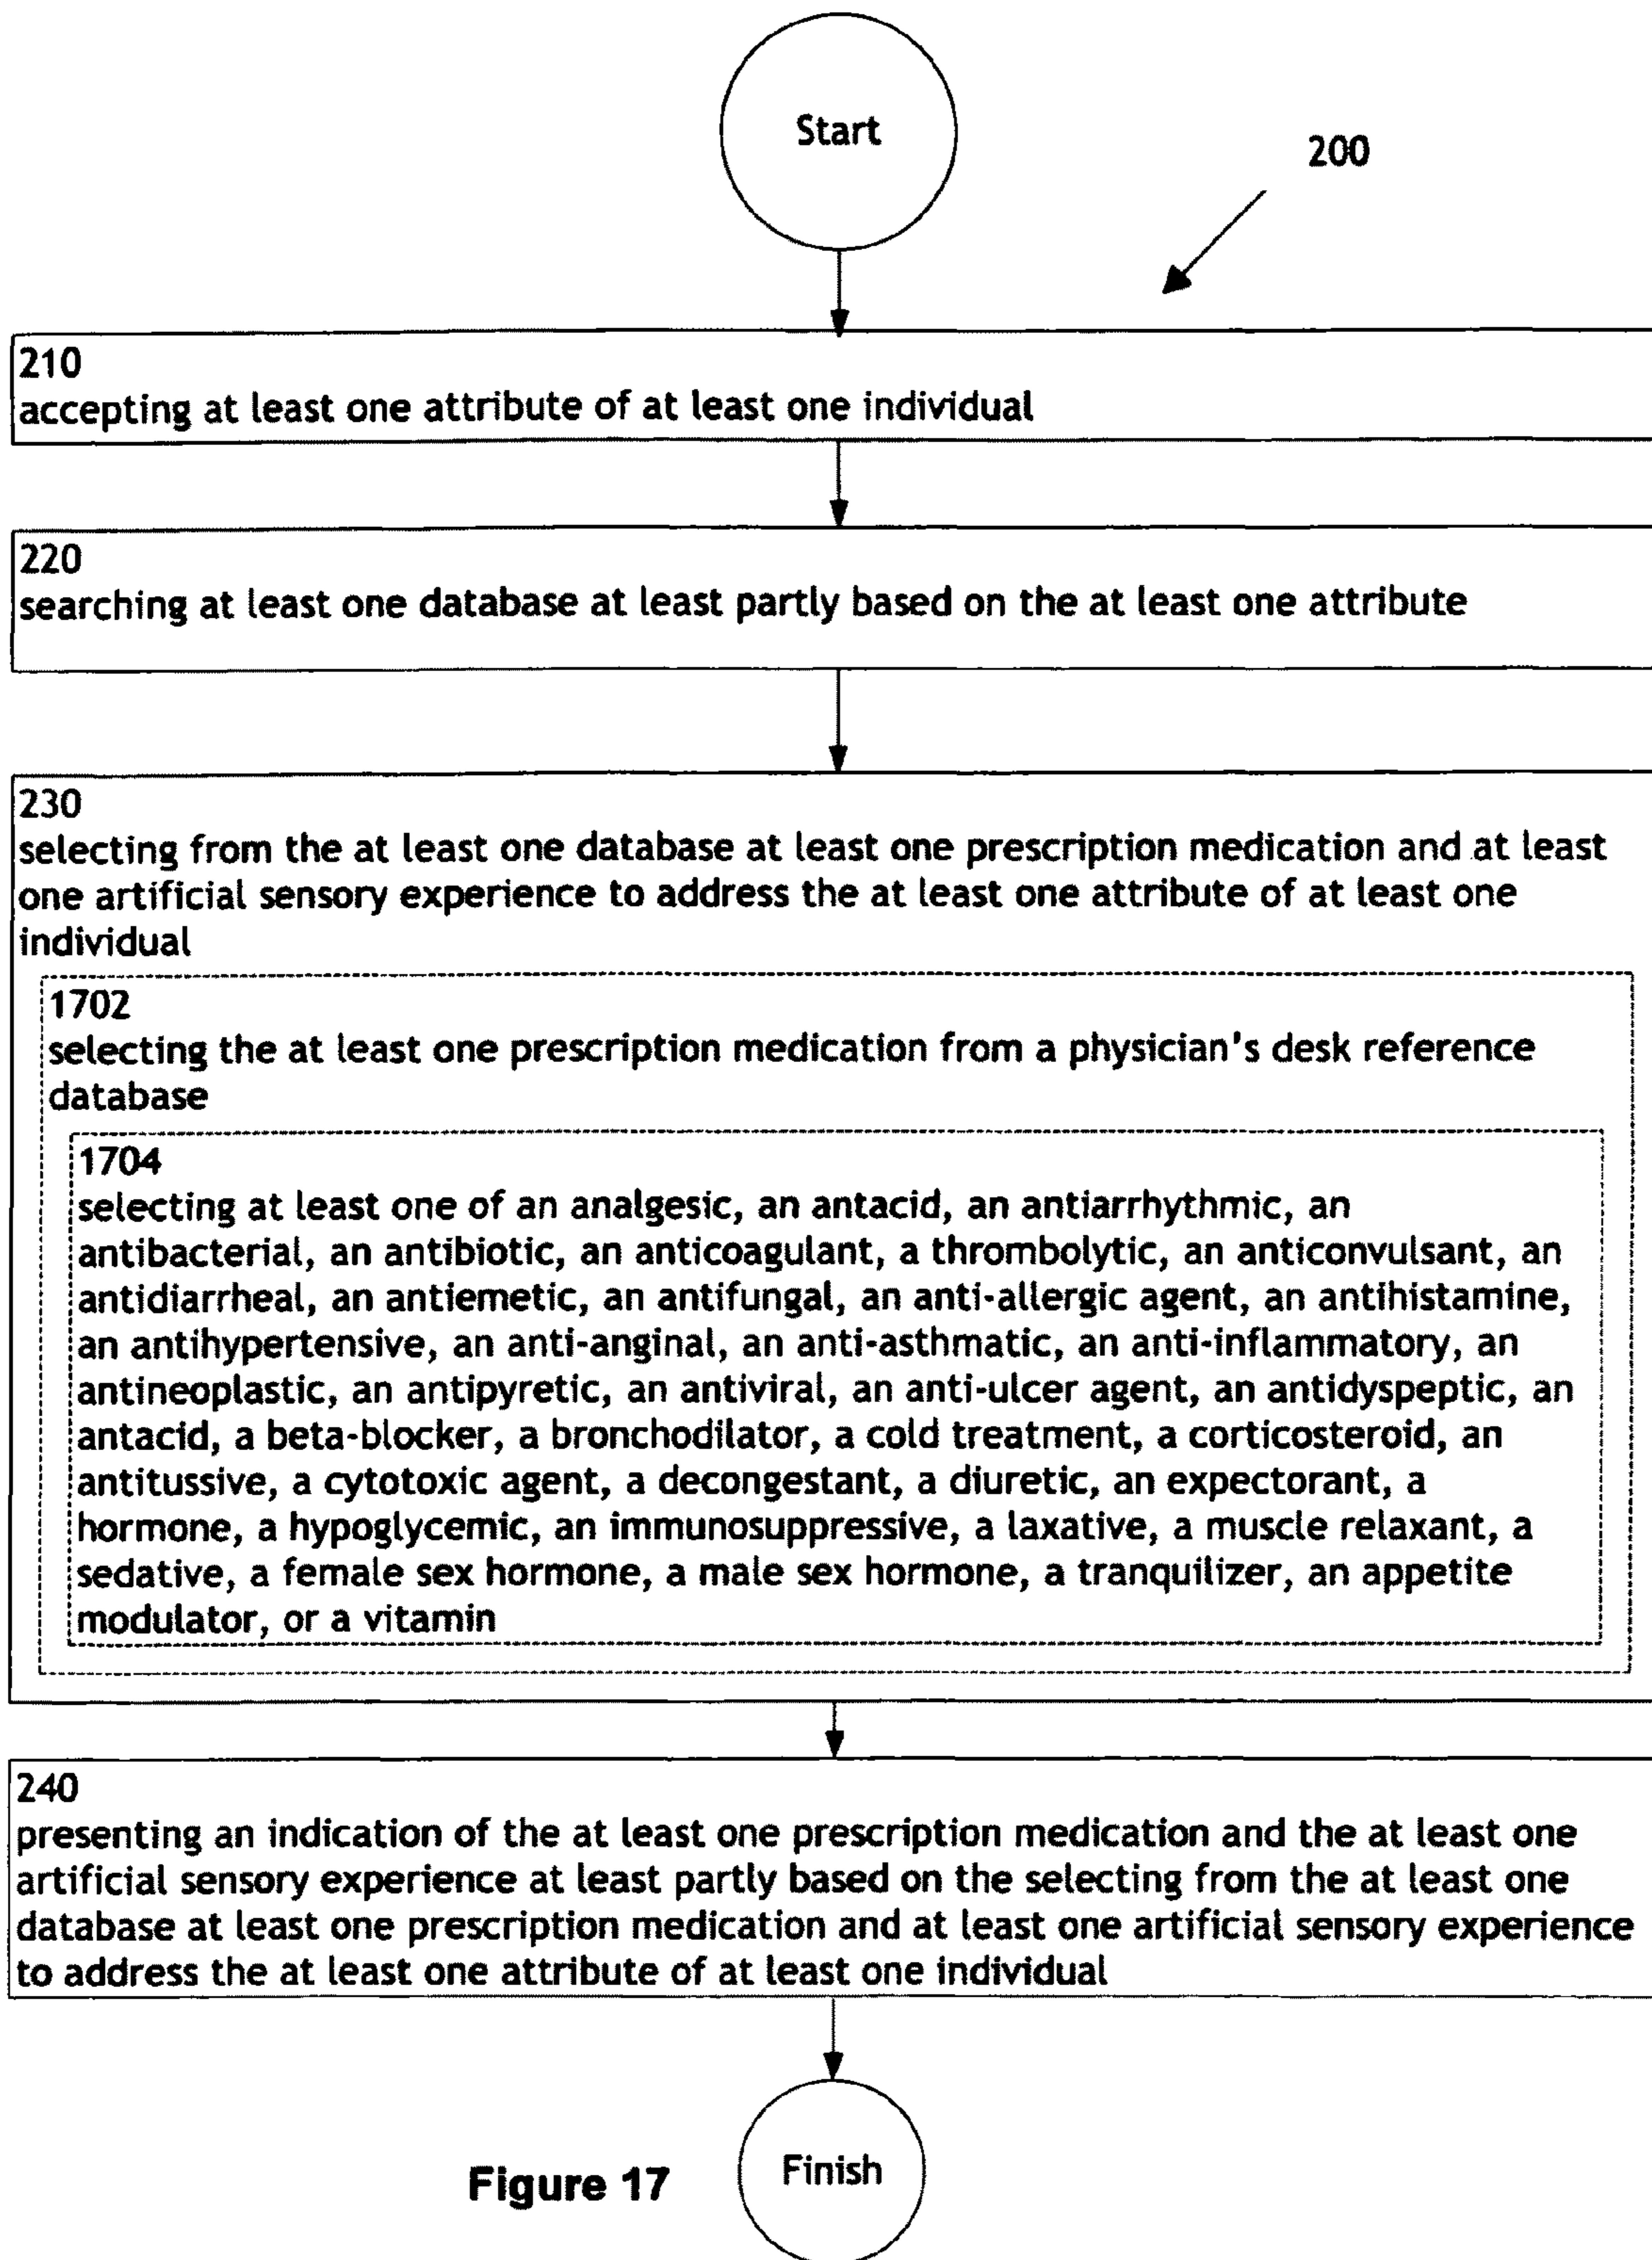 Start
200
210
accepting at least one attribute of at least one individual
220
searching at least one database at least partly based on the at least one attribute
230
selecting from the at least one database at least one prescription medication and at least
one artificial sensory experience to address the at least one attribute of at least one
individual
1702
selecting the at least one prescription medication from a physician's desk reference
database
1704
selecting at least one of an analgesic, an antacid, an antiarrhythmic, an
antibacterial, an antibiotic, an anticoagulant, a thrombolytic, an anticonvulsant, an
antidiarrheal, an antiemetic, an antifungal, an anti-allergic agent, an antihistamine,
an antihypertensive, an anti-anginal, an anti-asthmatic, an anti-inflammatory, an
antineoplastic, an antipyretic, an antiviral, an anti-ulcer agent, an antidyspeptic, an
antacid, a beta-blocker, a bronchodilator, a cold treatment, a corticosteroid, an
antitussive, a cytotoxic agent, a decongestant, a diuretic, an expectorant, a
hormone, a hypoglycemic, an immunosuppressive, a laxative, a muscle relaxant, a
sedative, a female sex hormone, a male sex hormone, a tranquilizer, an appetite
modulator, or a vitamin
240
presenting an indication of the at least one prescription medication and the at least one
artificial sensory experience at least partly based on the selecting from the at least one
database at least one prescription medication and at least one artificial sensory experience
to address the at least one attribute of at least one individual
Finish
Figure 17